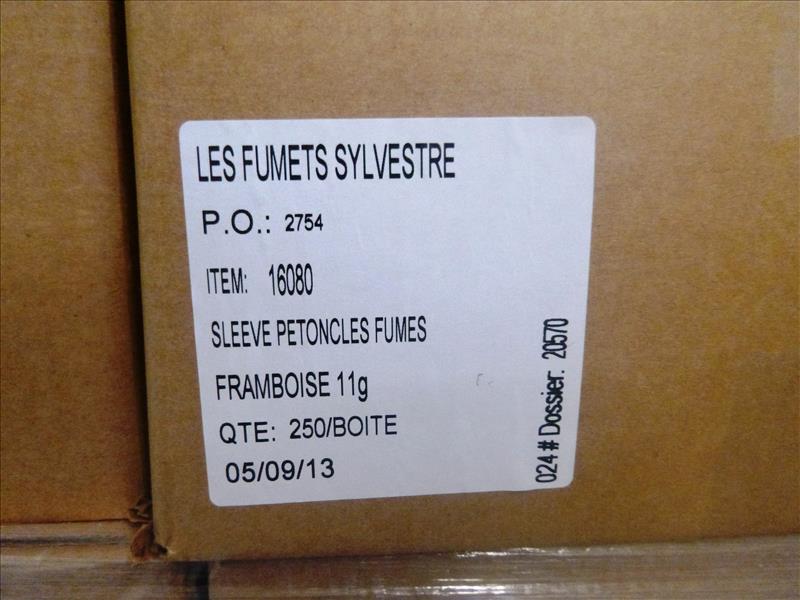 LES FUMETS SYLVESTRE
P.O.: 2754
ITEM: 16080
SLEEVE PETONCLES FUMES
FRAMBOISE 11g
QTE: 250/BOITE
05/09/13
024 # Dossier. 20570